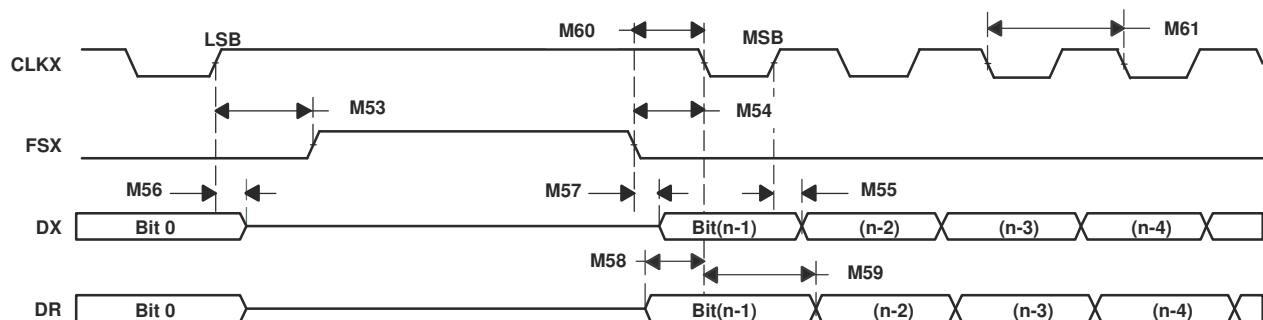 M60 M61
LSB MSB
CLKX
M53 M54
FSX
M56 M57 M55
DX Bit 0 Bit(n-1) (n-2) (n-3) (n-4)
M58 M59
DR Bit 0 Bit(n-1) (n-2) (n-3) (n-4)